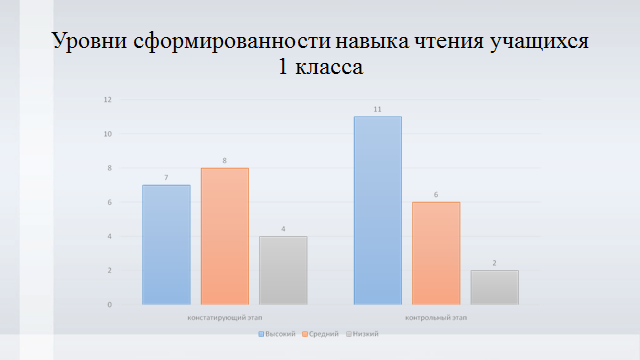 Уровни сформированности навыка чтения учащихся
1 класса
12
10
8
6
4
2
0
7
8
4
11
6
2
констатирующий этап
контрольный этап
Высокий
Средний
Низкий